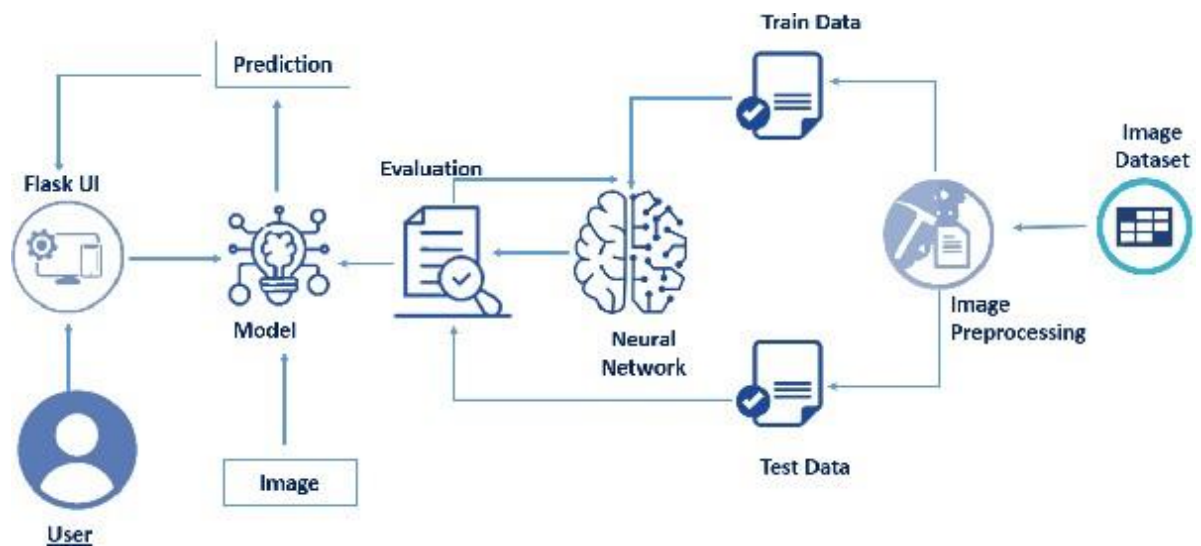 Train Data
Prediction
Image
Dataset
Evaluation
Flask UI
Image
Preprocessing
Model
Neural
Network
Image
Test Data
User